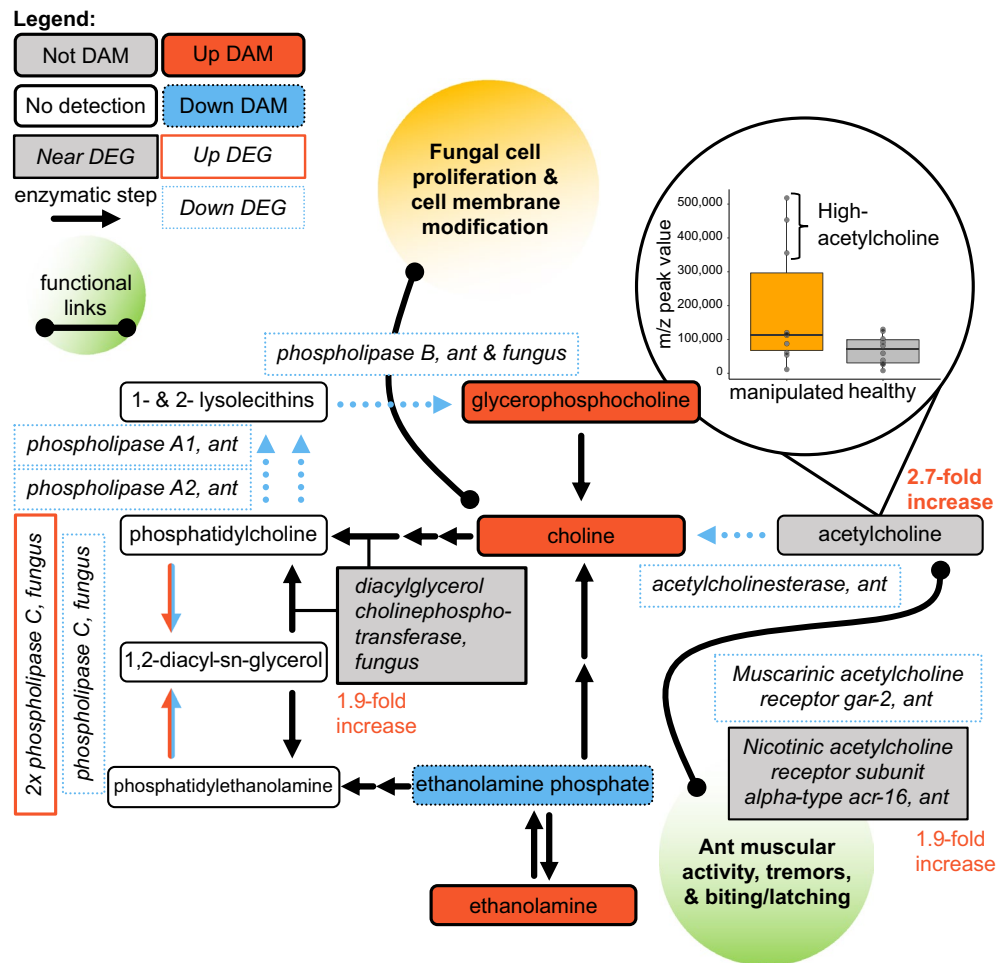 Legend:
Not DAM
Up DAM
No detection
Down DAM
Near DEG
Up DEG
enzymatic step
Down DEG
functional
links
Fungal cell
proliferation &
cell membrane
modification
m/z peak value
500,000
400,000
300,000
200,000
100,000
0
High-
acetylcholine
manipulated
healthy
phospholipase B, ant & fungus
1- & 2- lysolecithins
glycerophosphocholine
phospholipase A1, ant
phospholipase A2, ant
2.7-fold
increase
phosphatidylcholine
choline
acetylcholine
2x phospholipase C, fungus
phospholipase C, fungus
diacylglycerol
cholinephospho-
transferase,
fungus
acetylcholinesterase, ant
1,2-diacyl-sn-glycerol
1.9-fold
increase
Muscarinic acetylcholine
receptor gar-2, ant
Nicotinic acetylcholine
receptor subunit
alpha-type acr-16, ant
1.9-fold
increase
phosphatidylethanolamine
ethanolamine phosphate
ethanolamine
Ant muscular
activity, tremors,
& biting/latching